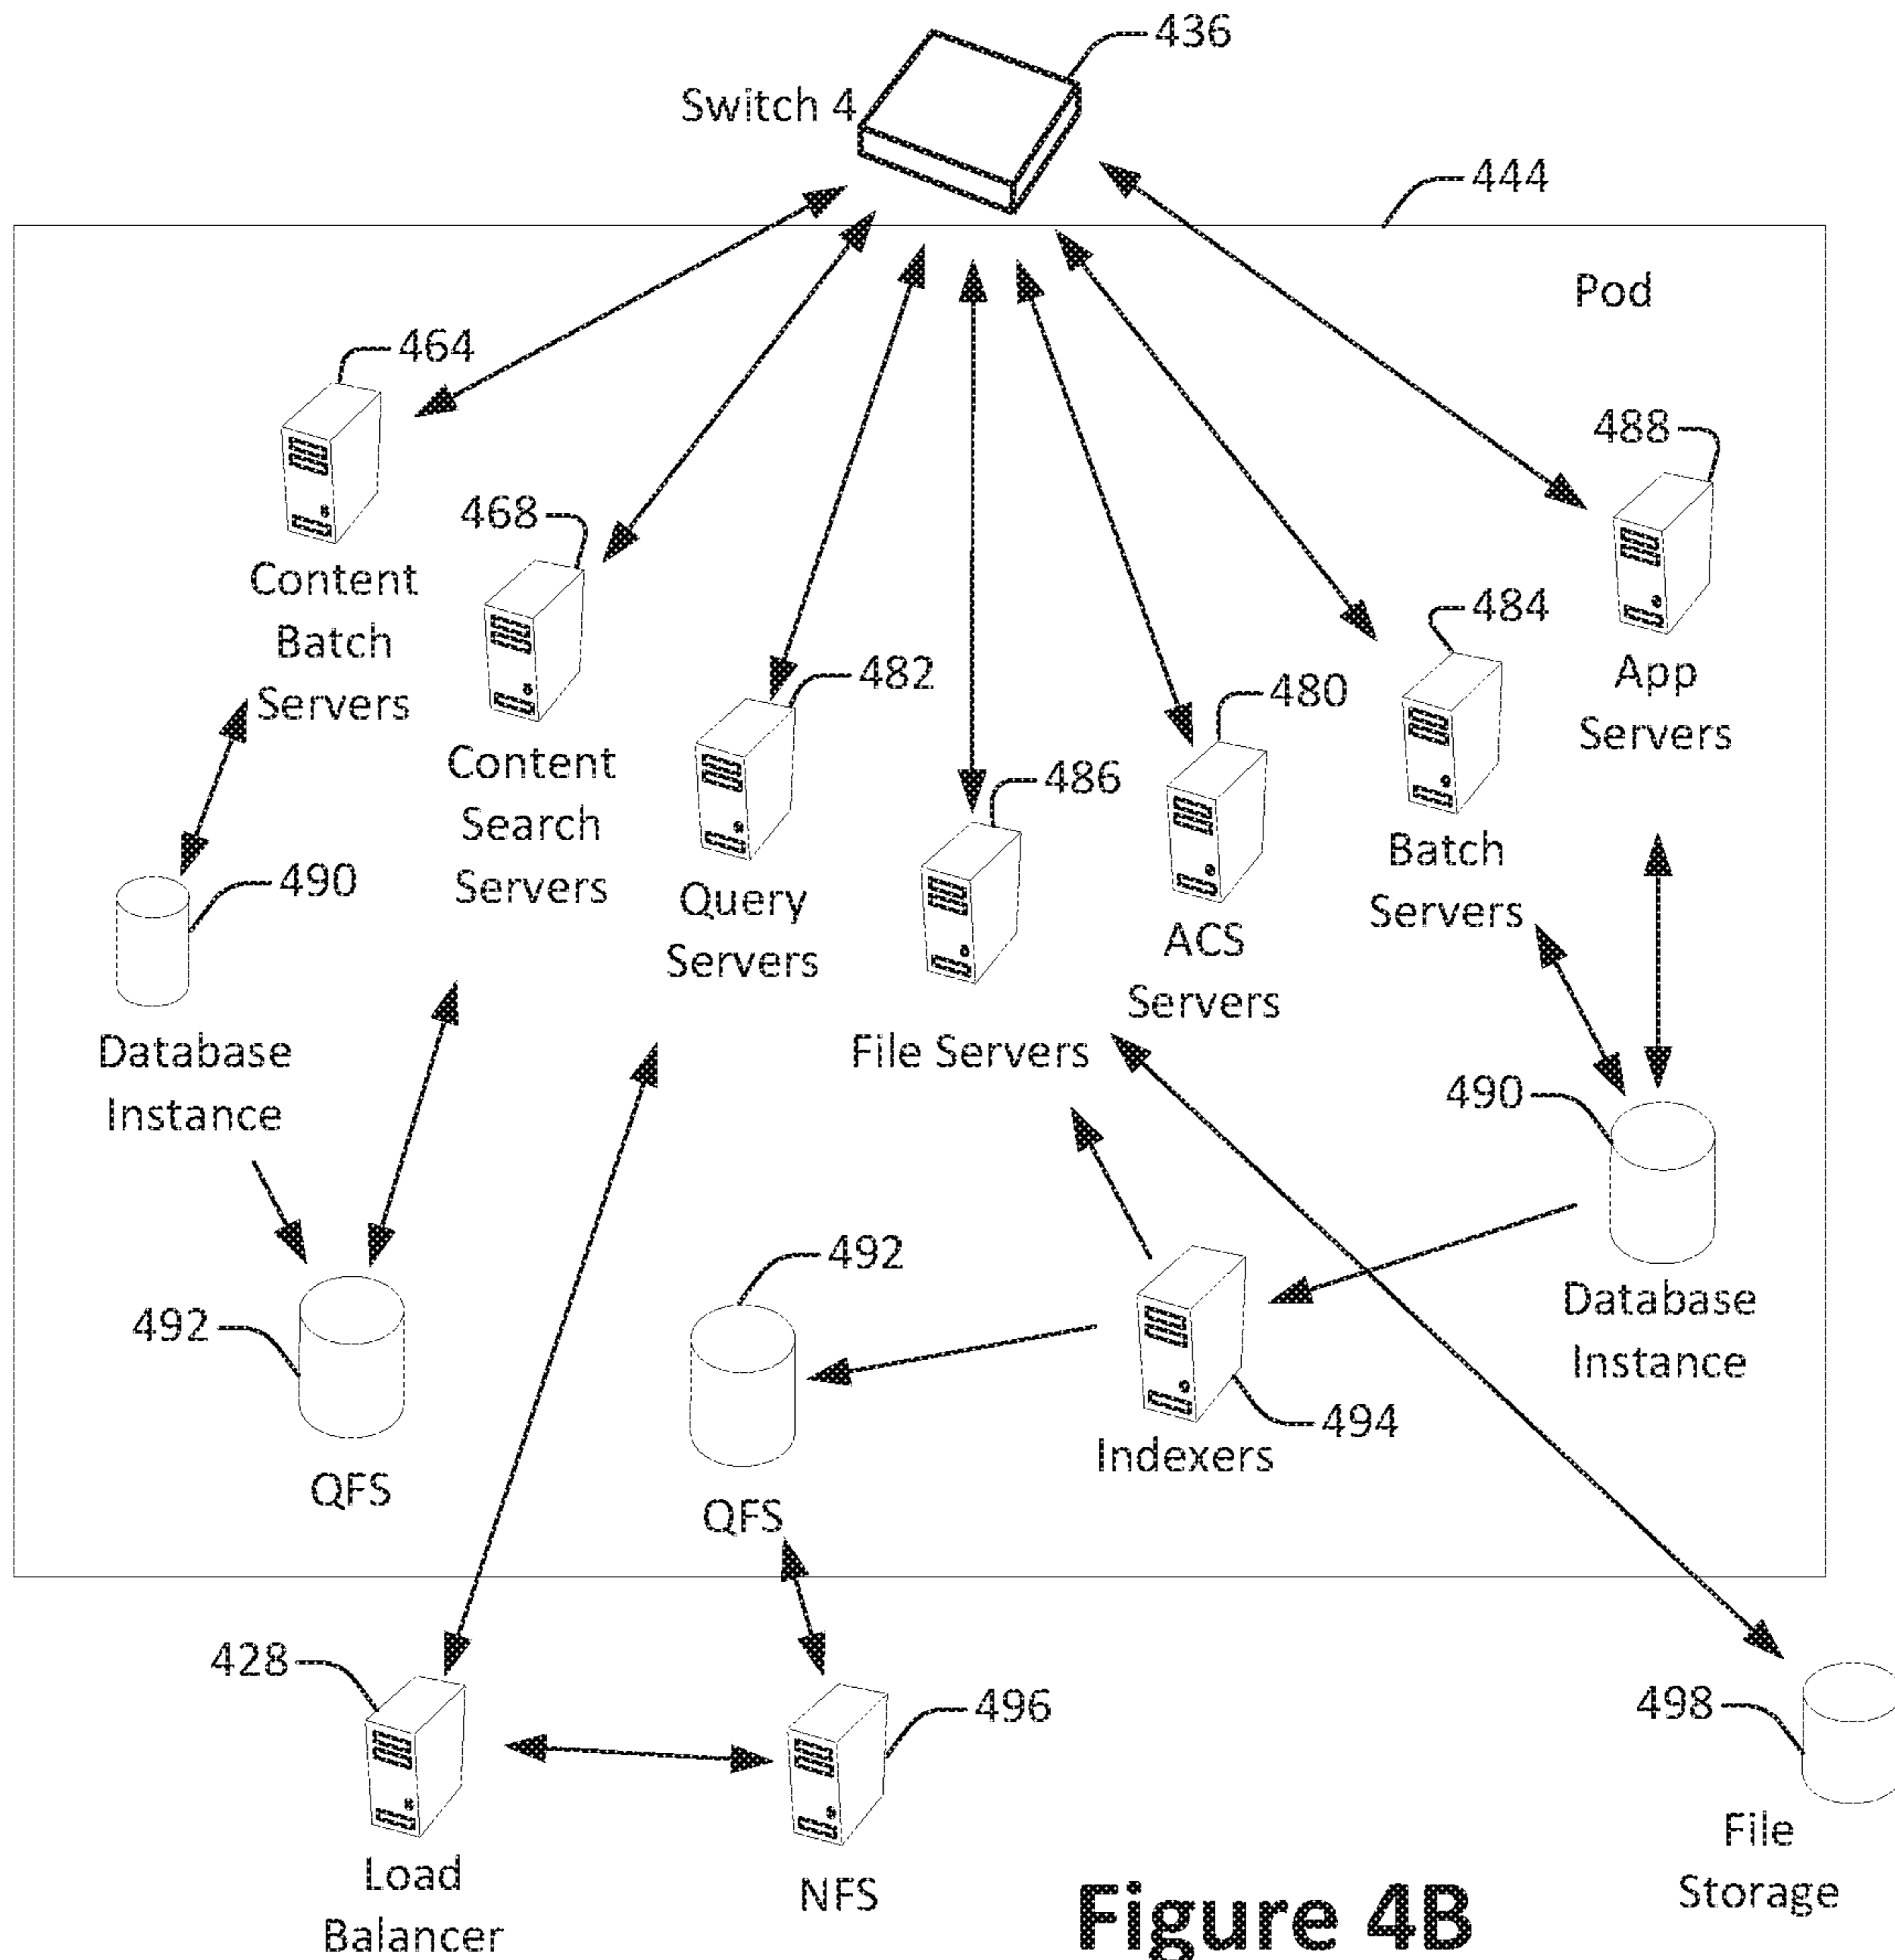 436
Switch 4
444
Pod
464
488
468
Content
Batch
Servers
484
482
480
App
Servers
Content
Search
Servers
486
490
Batch
Servers
Query
Servers
ACS
Servers
Database
Instance
File Servers
490
492
492
Database
Instance
494
Indexers
QFS
QFS
428
496
498
Load
Balancer
NFS
File
Storage
Figure 4B